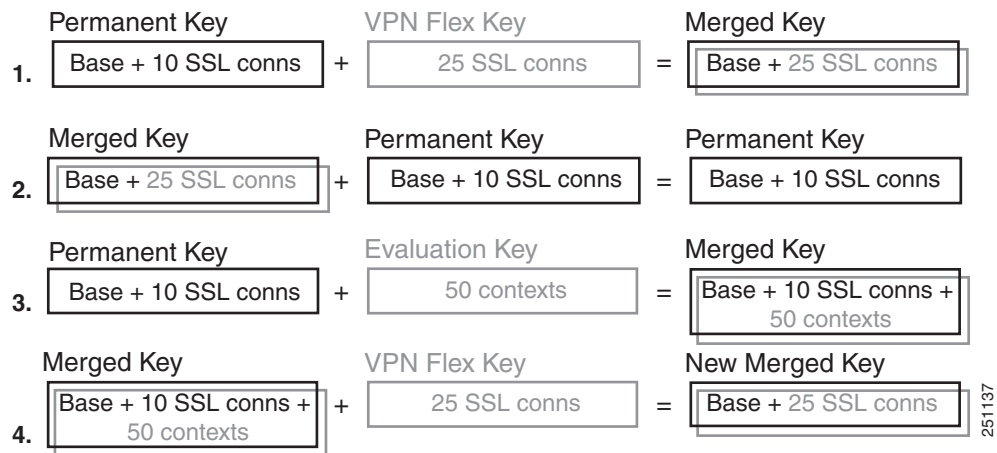 Permanent Key VPN Flex Key Merged Key
1. Base + 10 SSL conns + 25 SSL conns = Base + 25 SSL conns
Merged Key Permanent Key Permanent Key
2. Base + 25 SSL conns + Base + 10 SSL conns = Base + 10 SSL conns
Permanent Key Evaluation Key Merged Key
3. Base + 10 SSL conns + 50 contexts = Base + 10 SSL conns +
50 contexts
Merged Key VPN Flex Key New Merged Key
4. Base + 10 SSL conns + + 25 SSL conns = Base + 25 SSL conns
50 contexts
251137